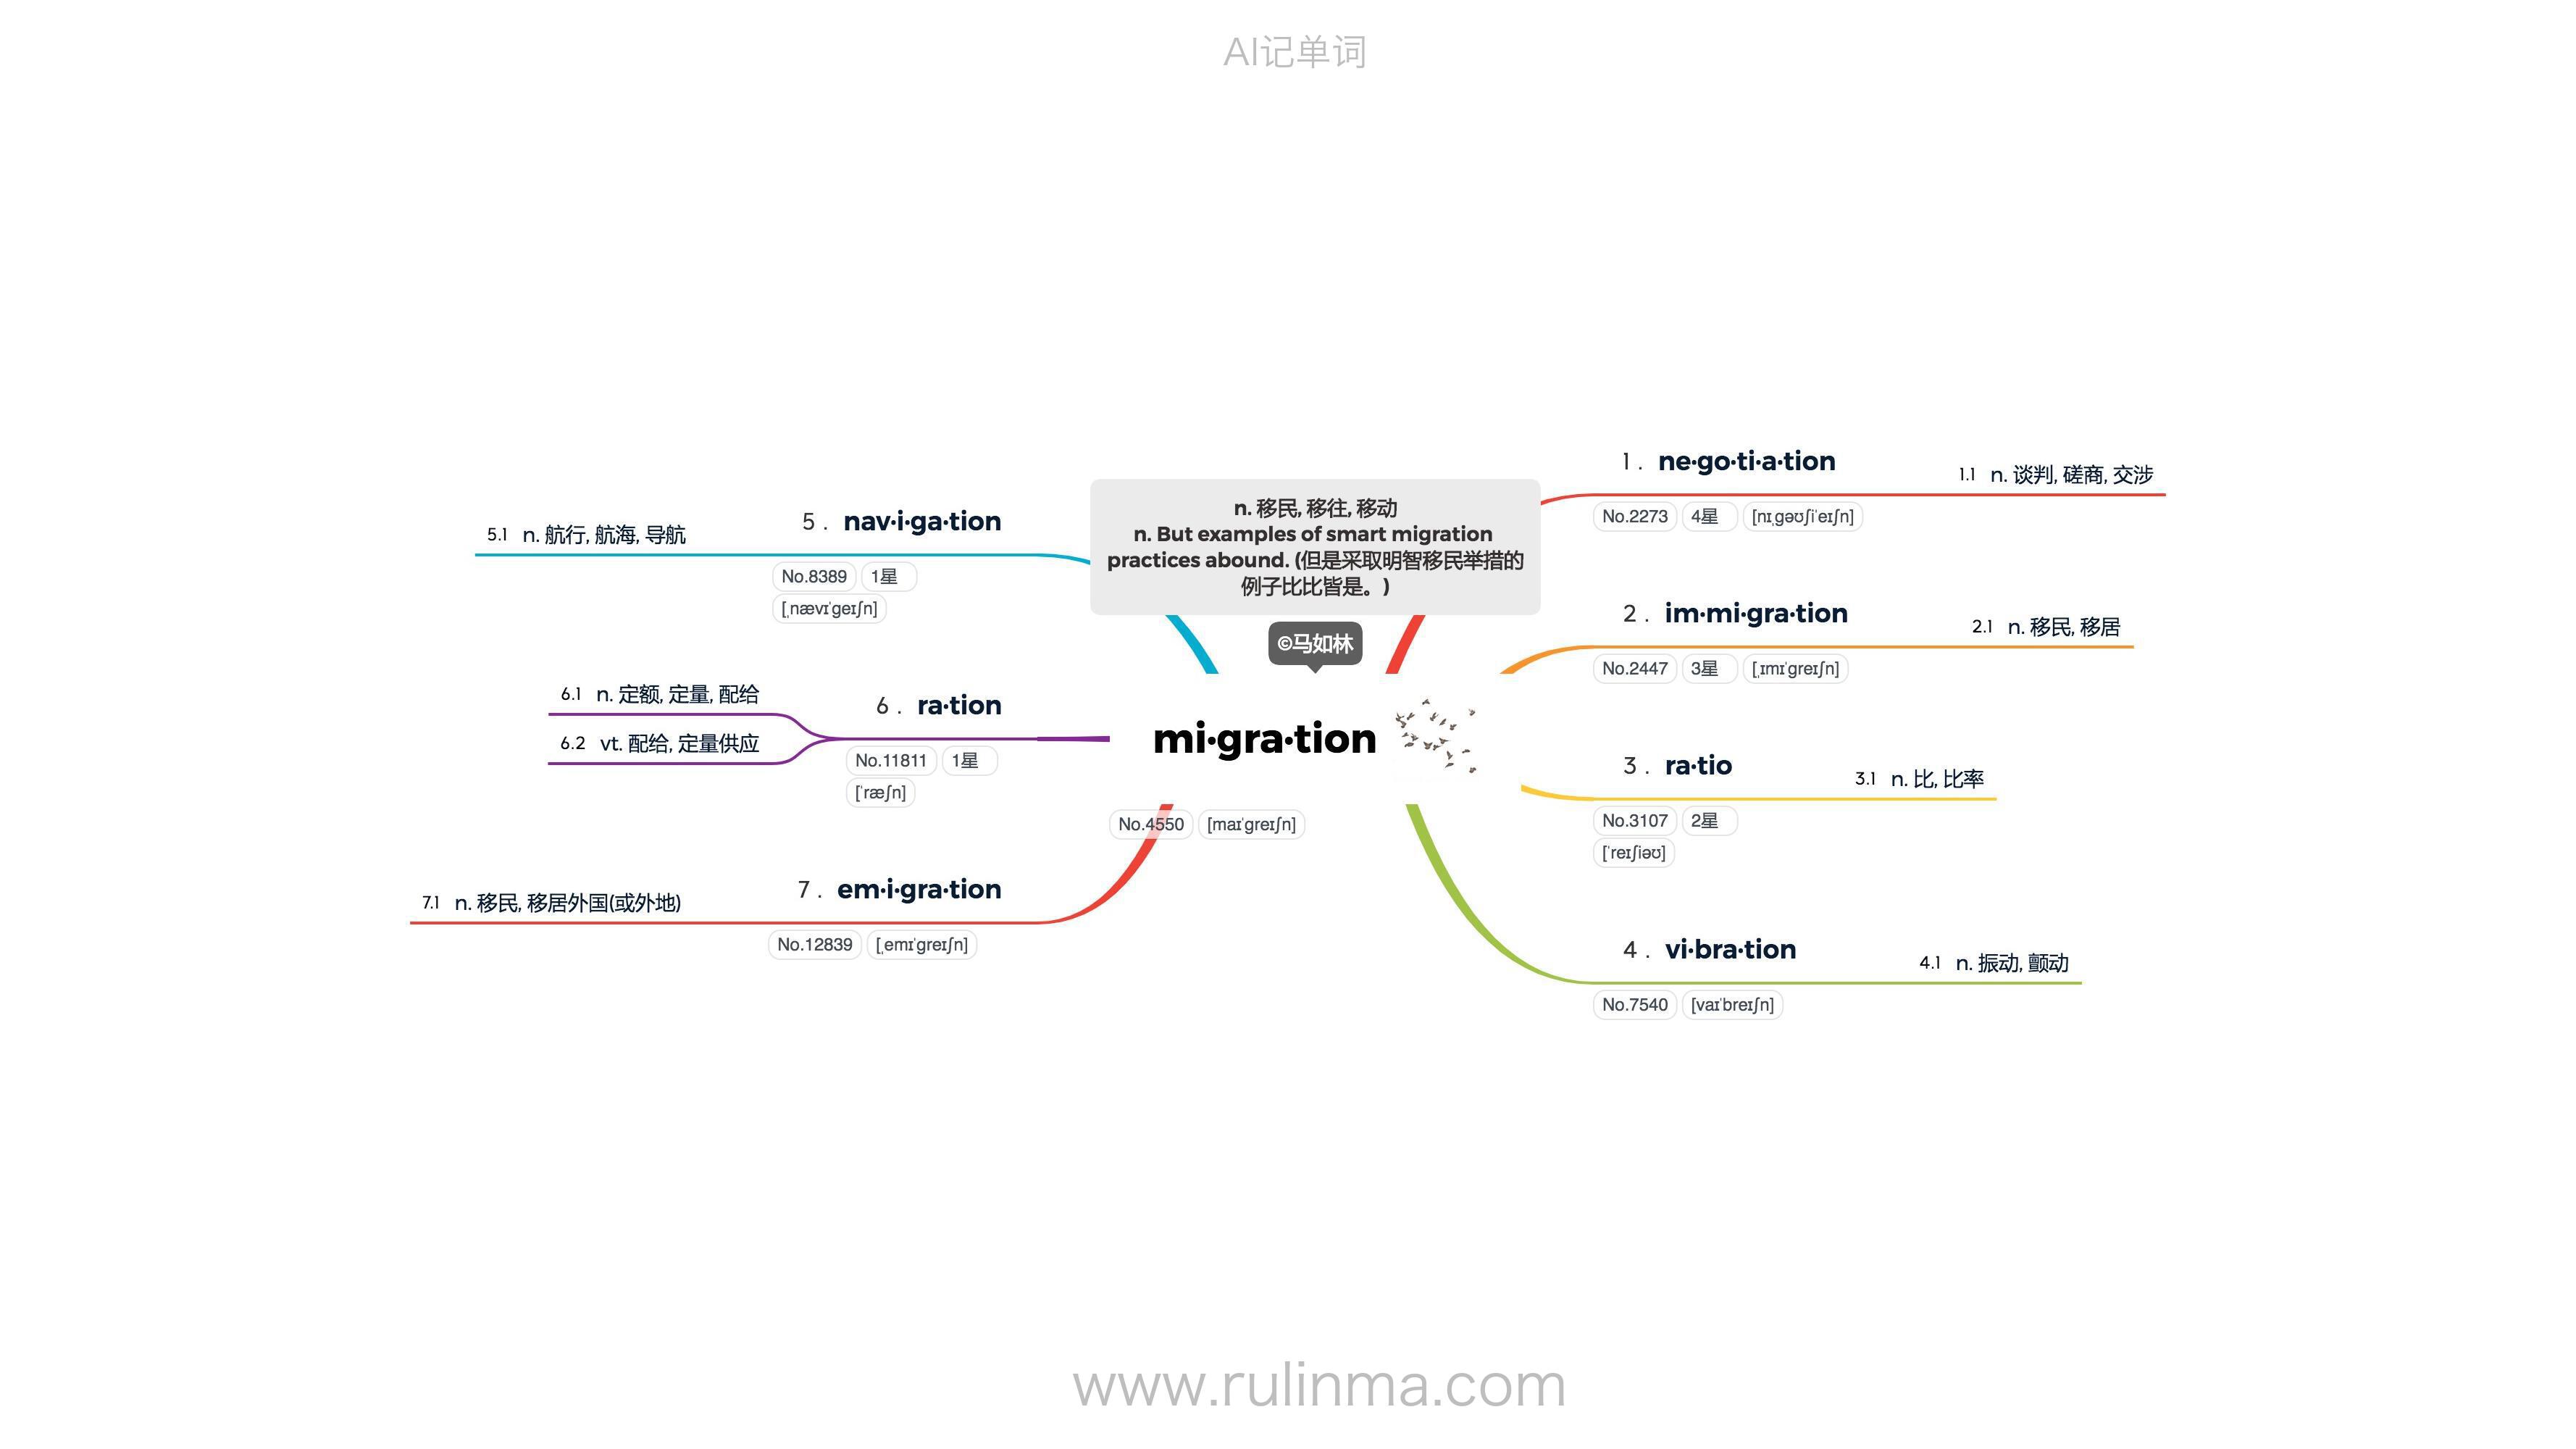 AI记单词
n. 移民, 移往, 移动
n. But examples of smart migration
practices abound. (但是采取明智移民举措的
例子比比皆是。)
©马如林
mi·gra·tion
No.4550 [maɪˈɡreɪʃn]
1 . ne·go·ti·a·tion
No.2273 4星 [nɪˌɡəʊʃiˈeɪʃn]
1.1 n. 谈判, 磋商, 交涉
2 . im·mi·gra·tion
No.2447 3星 [ˌɪmɪˈɡreɪʃn]
2.1 n. 移民, 移居
3 . ra·tio
No.3107 2星
[ˈreɪʃiəʊ]
3.1 n. 比, 比率
4 . vi·bra·tion
No.7540 [vaɪˈbreɪʃn]
4.1 n. 振动, 颤动
5 . nav·i·ga·tion
No.8389 1星
[ˌnævɪˈɡeɪʃn]
5.1 n. 航行, 航海, 导航
6 . ra·tion
No.11811 1星
[ˈræʃn]
6.1 n. 定额, 定量, 配给
6.2 vt. 配给, 定量供应
7 . em·i·gra·tion
No.12839 [ˌemɪˈɡreɪʃn]
7.1 n. 移民, 移居外国(或外地)
www.rulinma.com